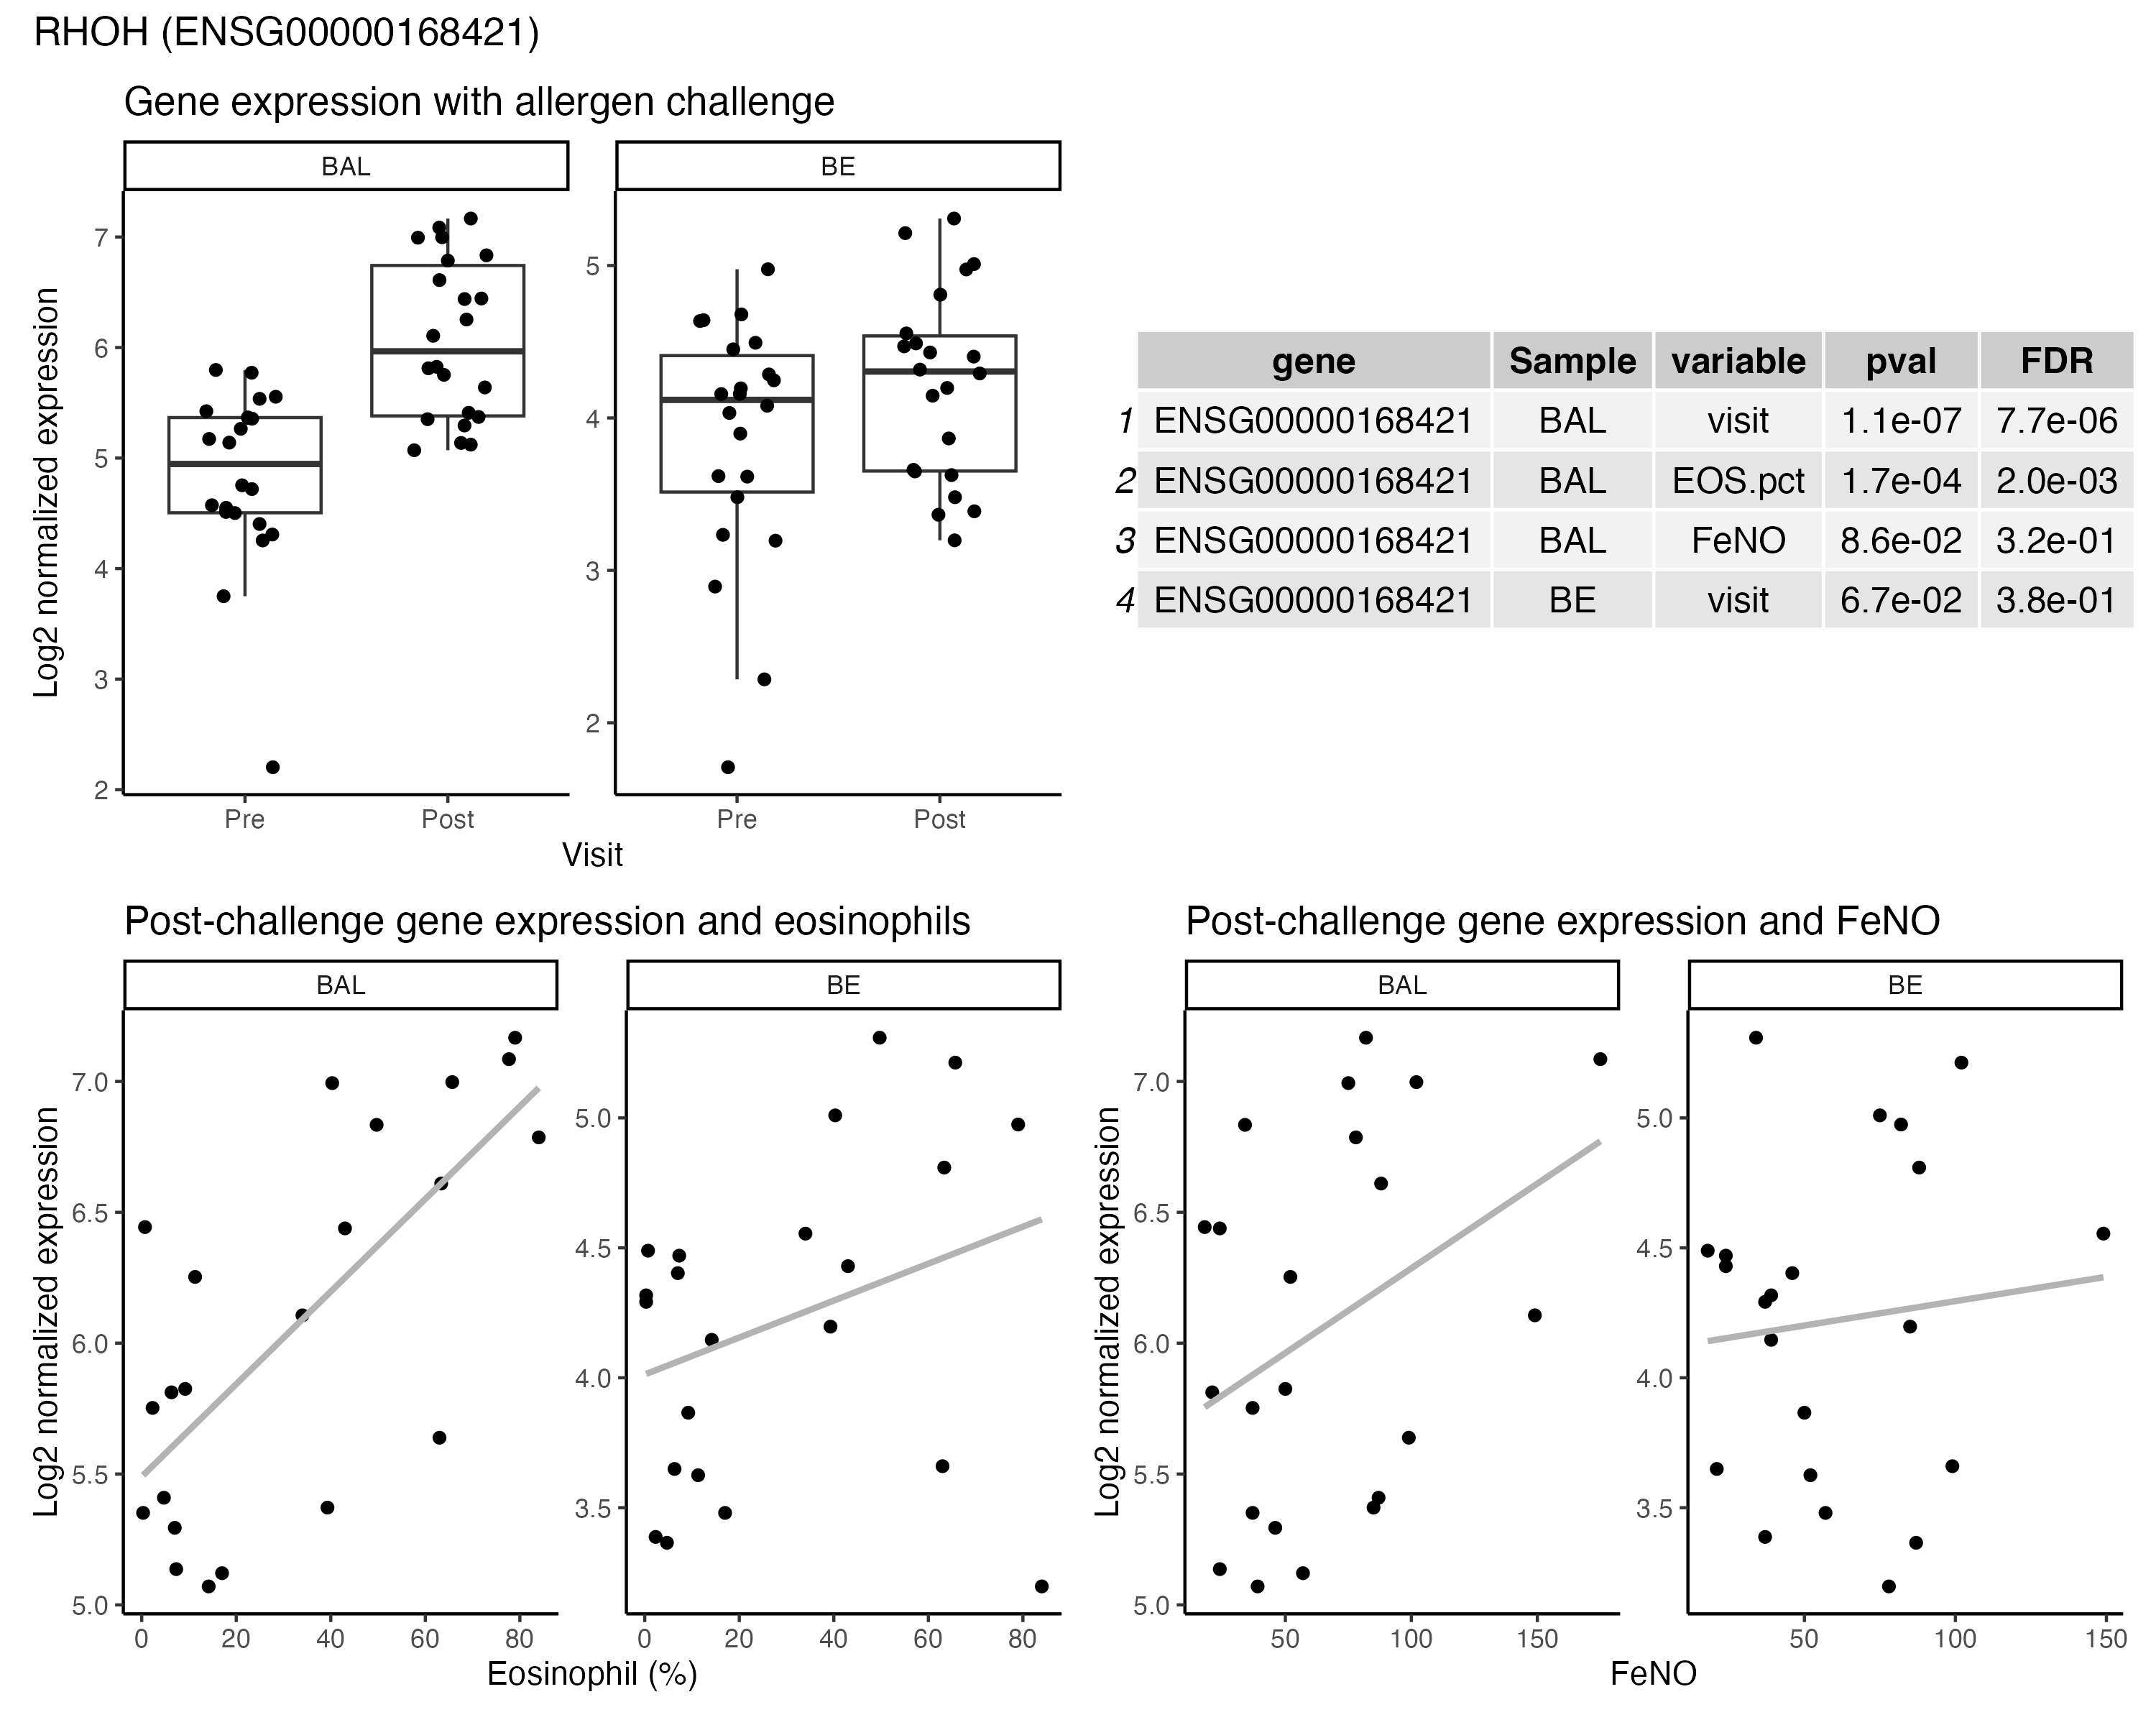 RHOH (ENSG00000168421)
Gene expression with allergen challenge
BAL
BE
Log2 normalized expression
7
6
5
4
3
2
5
4
3
2
Pre
Post
Pre
Post
Visit
gene Sample variable pval FDR
1 ENSG00000168421 BAL visit 1.1e-07 7.7e-06
2 ENSG00000168421 BAL EOS.pct 1.7e-04 2.0e-03
3 ENSG00000168421 BAL FeNO 8.6e-02 3.2e-01
4 ENSG00000168421 BE visit 6.7e-02 3.8e-01
Post-challenge gene expression and eosinophils
BAL
BE
Log2 normalized expression
7.0
6.5
6.0
5.5
5.0
5.0
4.5
4.0
3.5
0 20 40 60 80
0 20 40 60 80
Eosinophil (%)
Post-challenge gene expression and FeNO
BAL
BE
Log2 normalized expression
7.0
6.5
6.0
5.5
5.0
5.0
4.5
4.0
3.5
50 100 150
50 100 150
FeNO